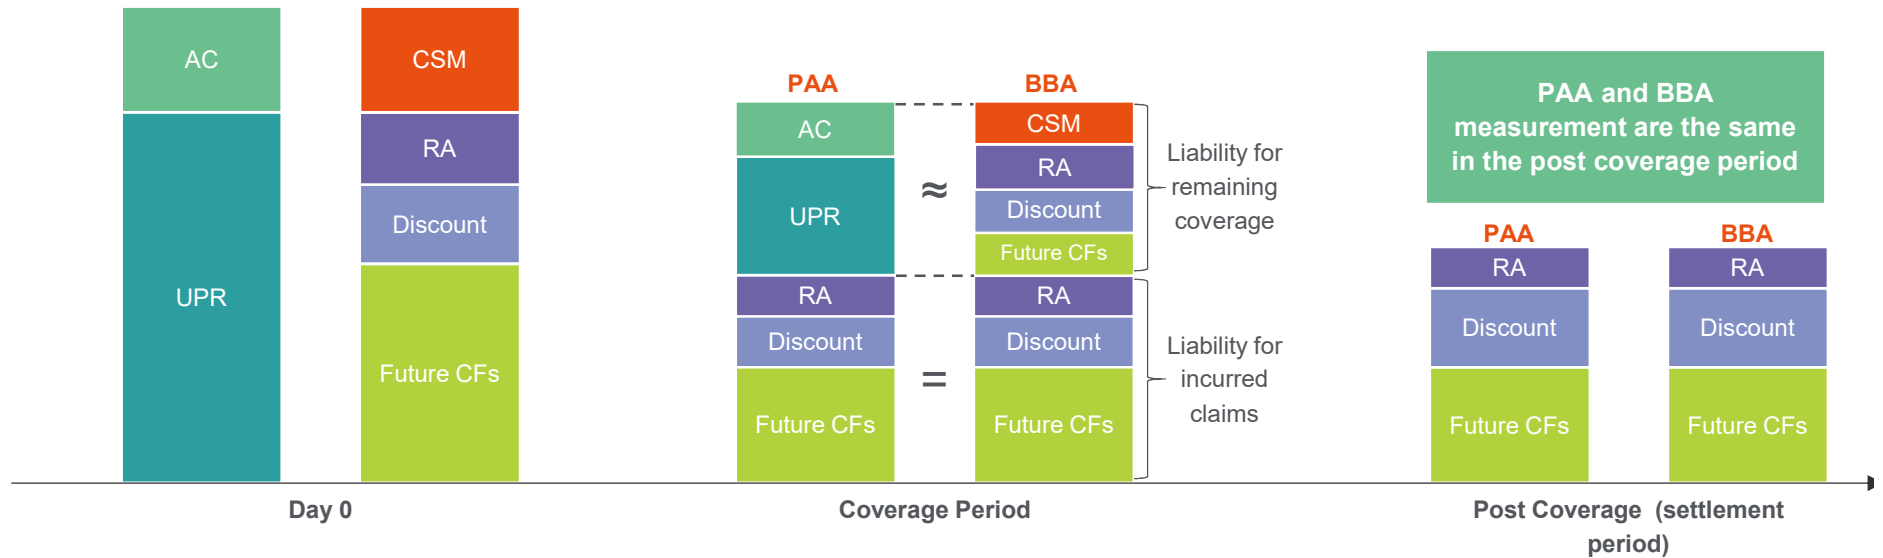 AC
UPR
CSM
RA
Discount
Future CFs
Day 0
PAA
AC
UPR
RA
Discount
Future CFs
≈
=
BBA
CSM
RA
Discount
Future CFs
RA
Discount
Future CFs
Liability for
remaining
coverage
Liability for
incurred
claims
Coverage Period
PAA and BBA
measurement are the same
in the post coverage period
PAA
RA
Discount
Future CFs
BBA
RA
Discount
Future CFs
Post Coverage (settlement
period)